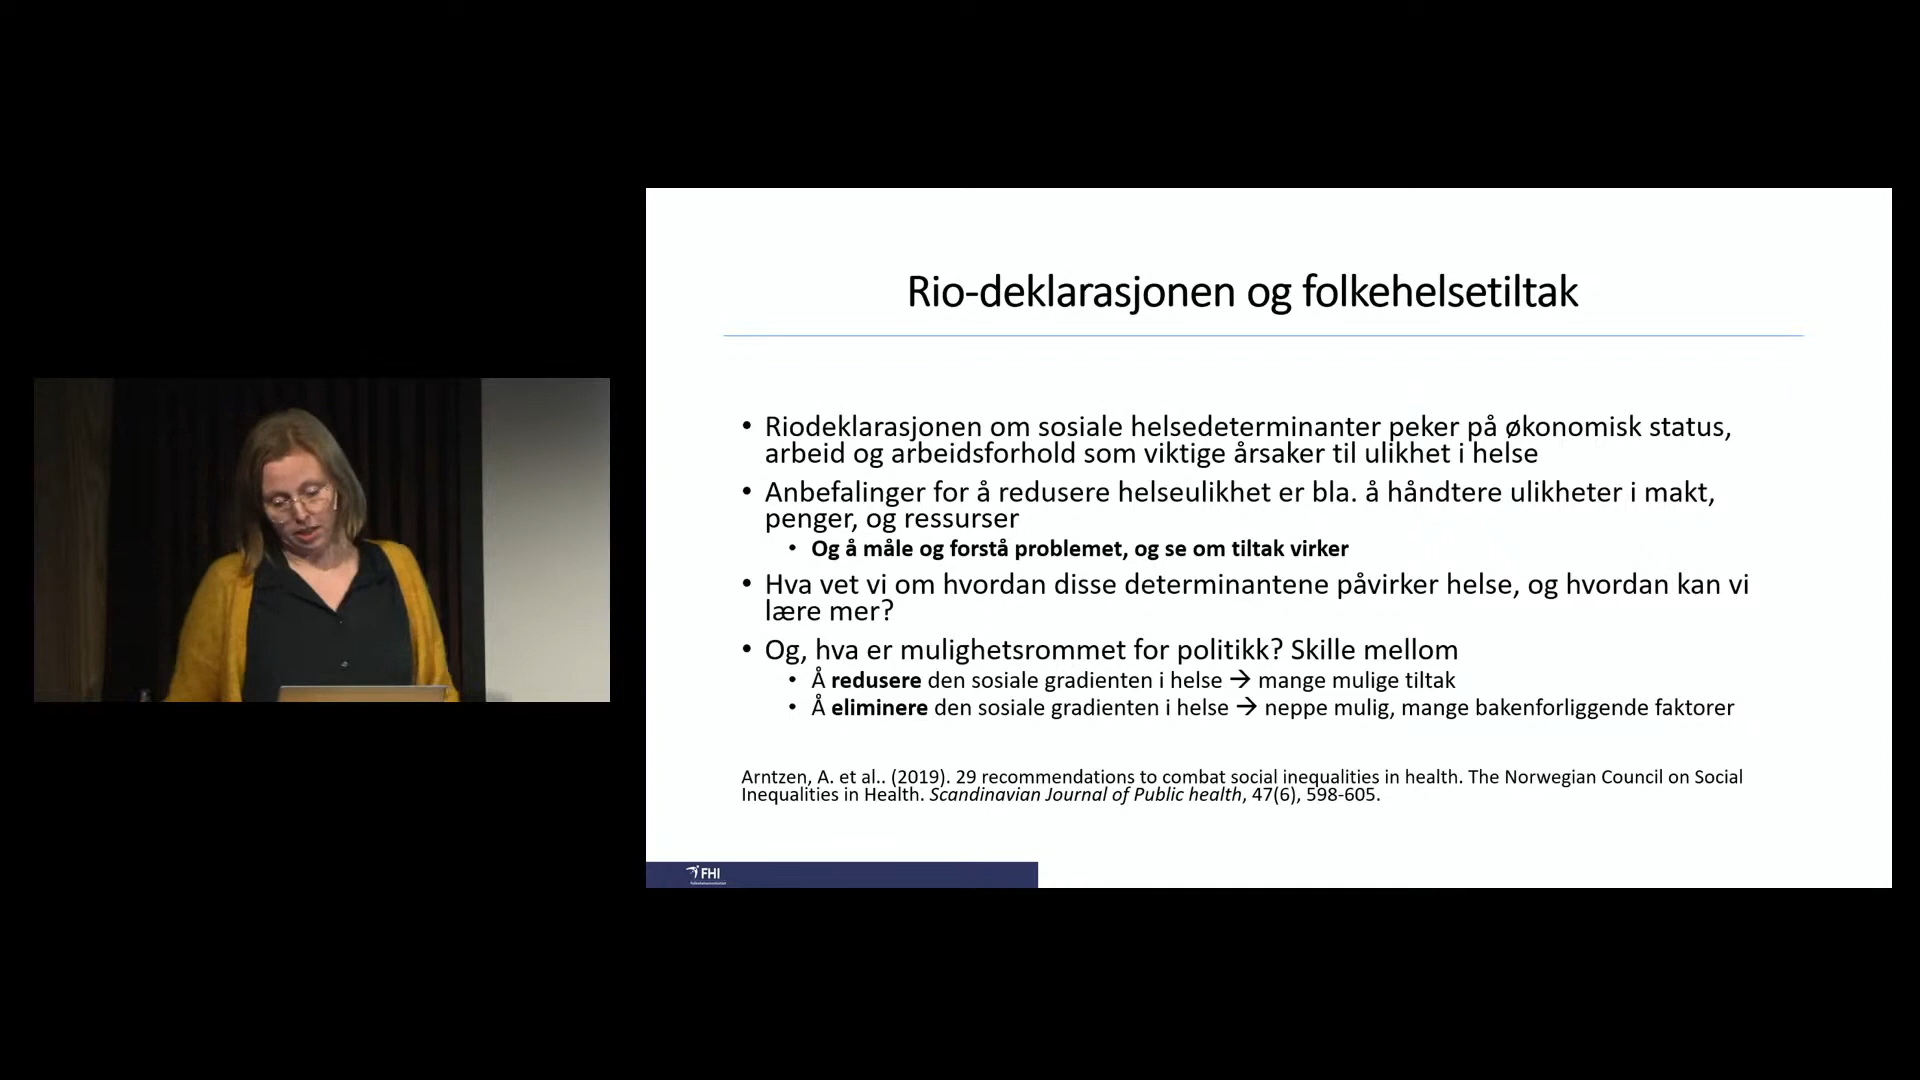 Rio-deklarasjonen og folkehelsetiltak
• Riodeklarasjonen om sosiale helsedeterminanter peker på økonomisk status,
arbeid og arbeidsforhold som viktige årsaker til ulikhet i helse
• Anbefalinger for å redusere helseulikhet er bla. å håndtere ulikheter i makt,
penger, og ressurser
• Og å måle og forstå problemet, og se om tiltak virker
• Hva vet vi om hvordan disse determinantene påvirker helse, og hvordan kan vi
lære mer?
• Og, hva er mulighetsrommet for politikk? Skille mellom
• Å redusere den sosiale gradienten i helse → mange mulige tiltak
• Å eliminere den sosiale gradienten i helse → neppe mulig, mange bakenforliggende faktorer
Arntzen, A. et al.. (2019). 29 recommendations to combat social inequalities in health. The Norwegian Council on Social
Inequalities in Health. Scandinavian Journal of Public health, 47(6), 598-605.
FHI